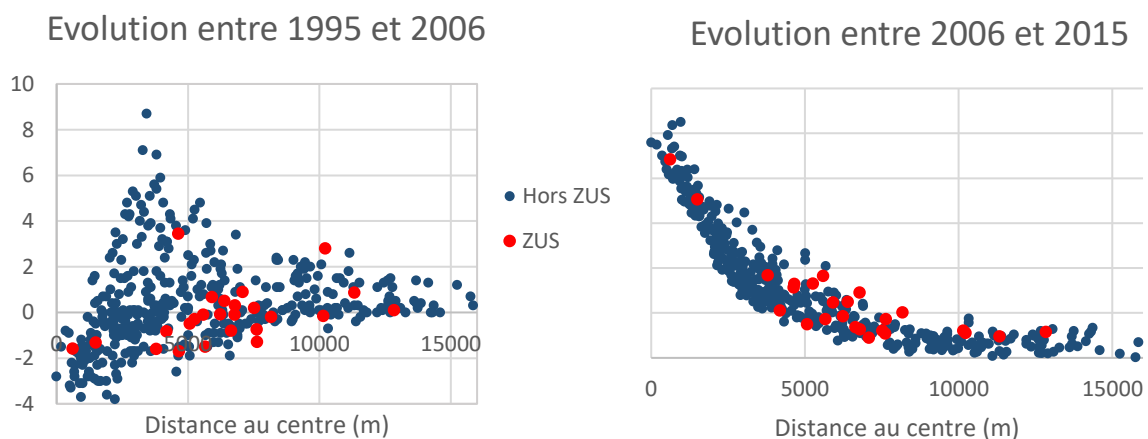 Evolution entre 1995 et 2006
10
8
6
4
2
0
-2
-4
0 5000 10000 15000
Distance au centre (m)
Hors ZUS
ZUS
Evolution entre 2006 et 2015
0 5000 10000 15000
Distance au centre (m)